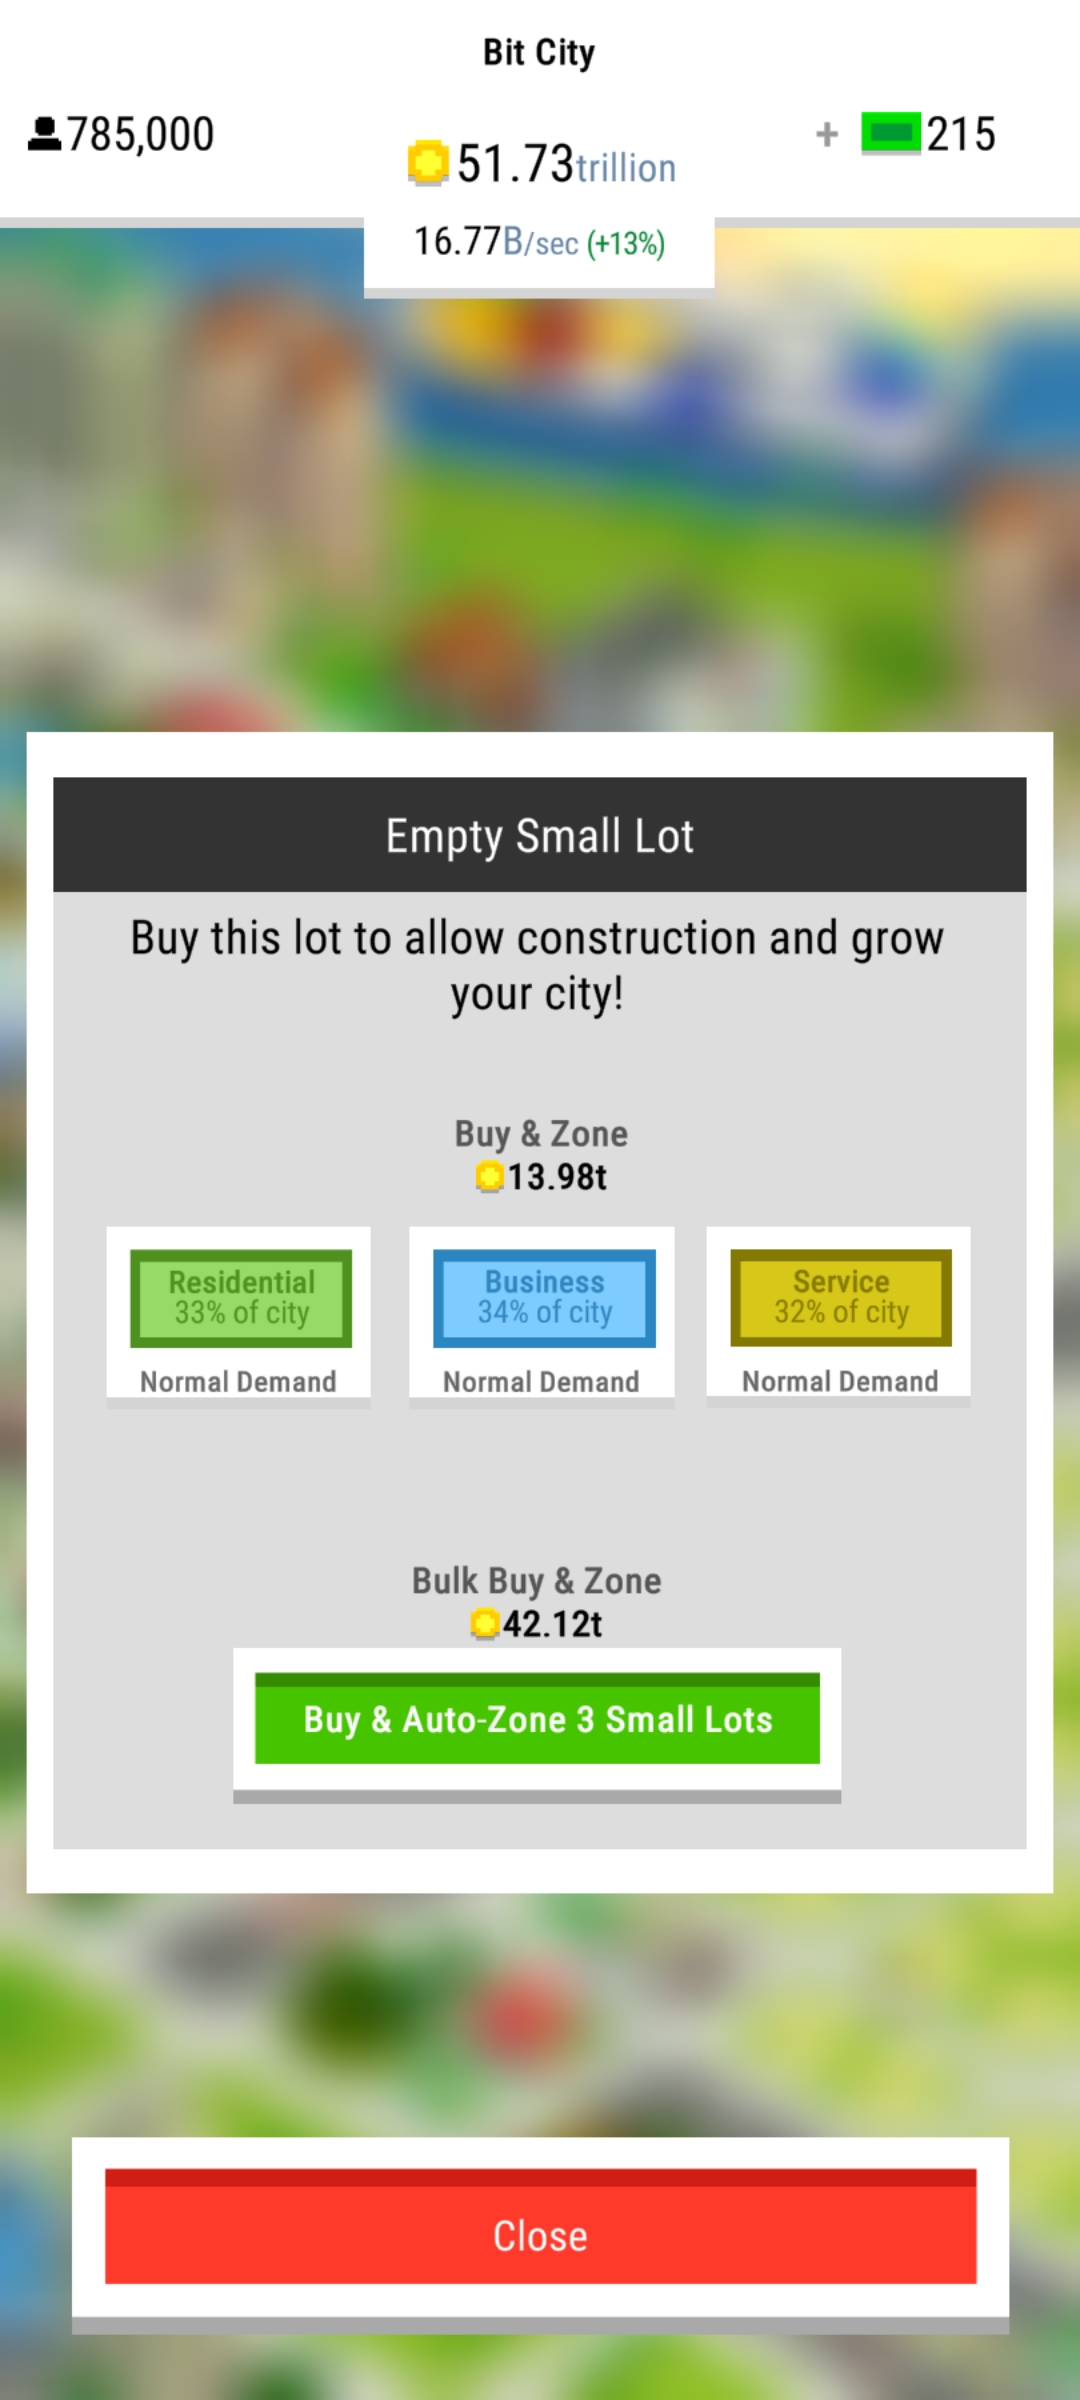 Bit City
785,000
51.73trillion
+ 215
16.77B/sec (+13%)
Empty Small Lot
Buy this lot to allow construction and grow
your city!
Buy & Zone
13.98t
Residential
33% of city
Normal Demand
Business
34% of city
Normal Demand
Service
32% of city
Normal Demand
Bulk Buy & Zone
42.12t
Buy & Auto-Zone 3 Small Lots
Close